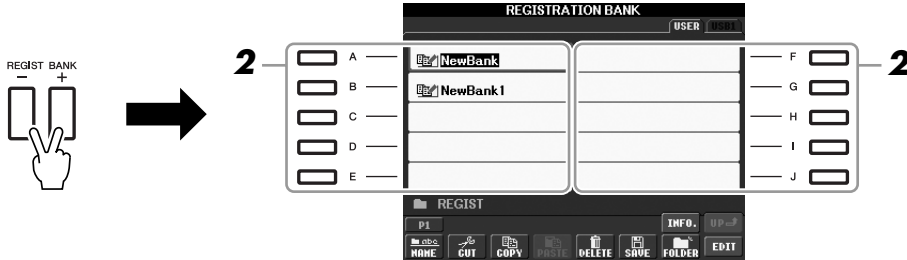 REGISTRATION BANK
USER USB1
REGIST BANK
− +
2
A
B
C
D
E
NewBank
NewBank1
F
G
H
I
J
2
REGIST
P1
INFO. UP
abc
NAME CUT COPY PASTE DELETE SAVE FOLDER EDIT